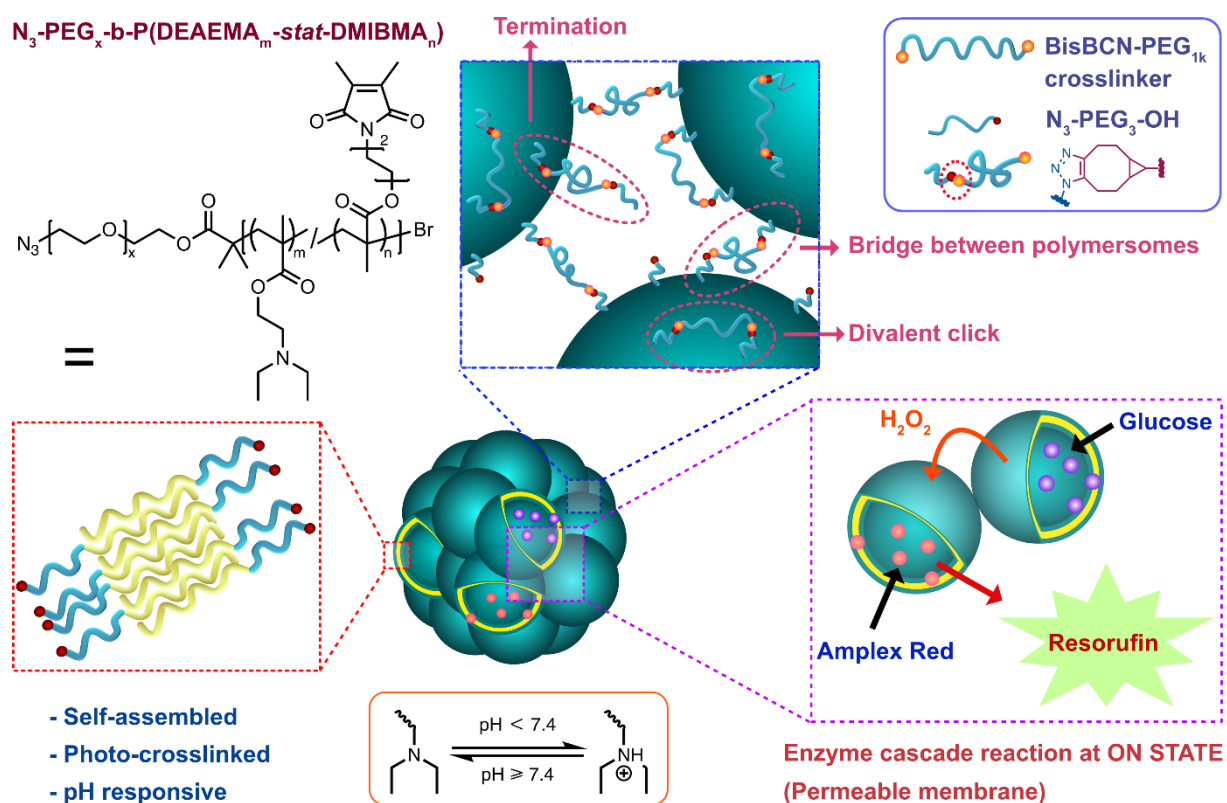 N₃-PEGₓ-b-P(DEAEMAₘ-stat-DMIBMAₙ)
O
N
O
2
O
O
N₃
O
x
O
O
m
/
n
Br
O
O
N
=
Termination
Bridge between polymersomes
Divalent click
BisBCN-PEG₁ₖ
crosslinker
N₃-PEG₃-OH
N
N
N
- Self-assembled
- Photo-crosslinked
- pH responsive
N
pH < 7.4
pH ⩾ 7.4
NH
⊕
H₂O₂
Glucose
Amplex Red
Resorufin
Enzyme cascade reaction at ON STATE
(Permeable membrane)